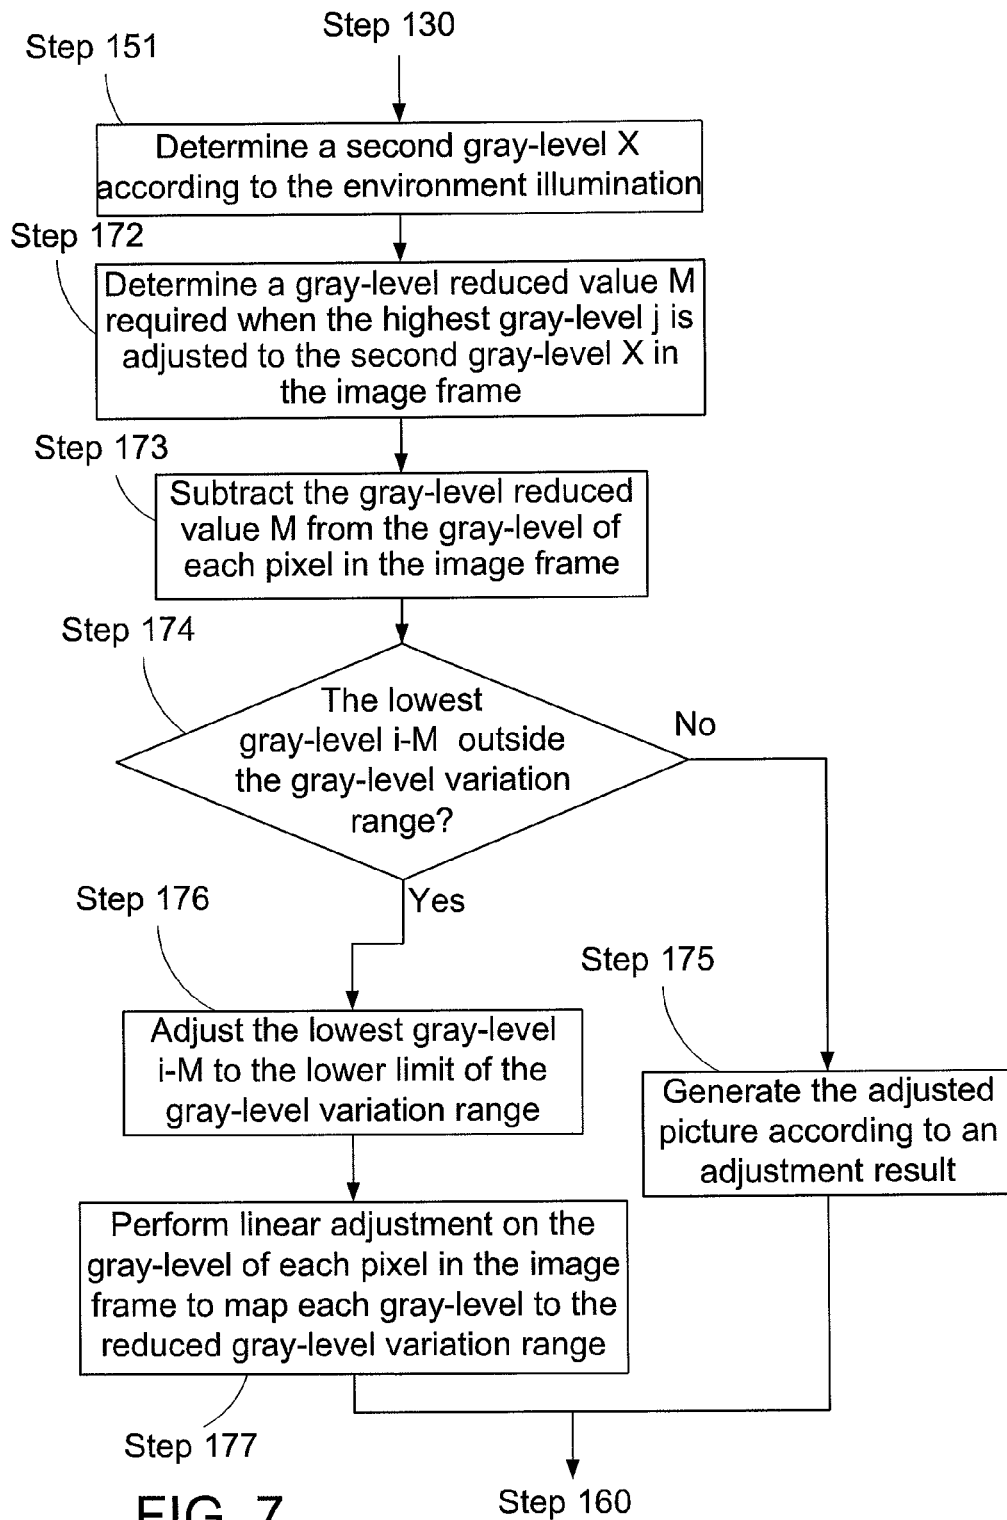 Step 130
Step 151
Determine a second gray-level X
according to the environment illumination
Step 172
Determine a gray-level reduced value M
required when the highest gray-level j is
adjusted to the second gray-level X in
the image frame
Step 173
Subtract the gray-level reduced
value M from the gray-level of
each pixel in the image frame
Step 174
The lowest
gray-level i-M outside
the gray-level variation
range?
No
Yes
Step 176
Adjust the lowest gray-level
i-M to the lower limit of the
gray-level variation range
Step 175
Generate the adjusted
picture according to an
adjustment result
Perform linear adjustment on the
gray-level of each pixel in the image
frame to map each gray-level to the
reduced gray-level variation range
Step 177
Step 160
FIG. 7